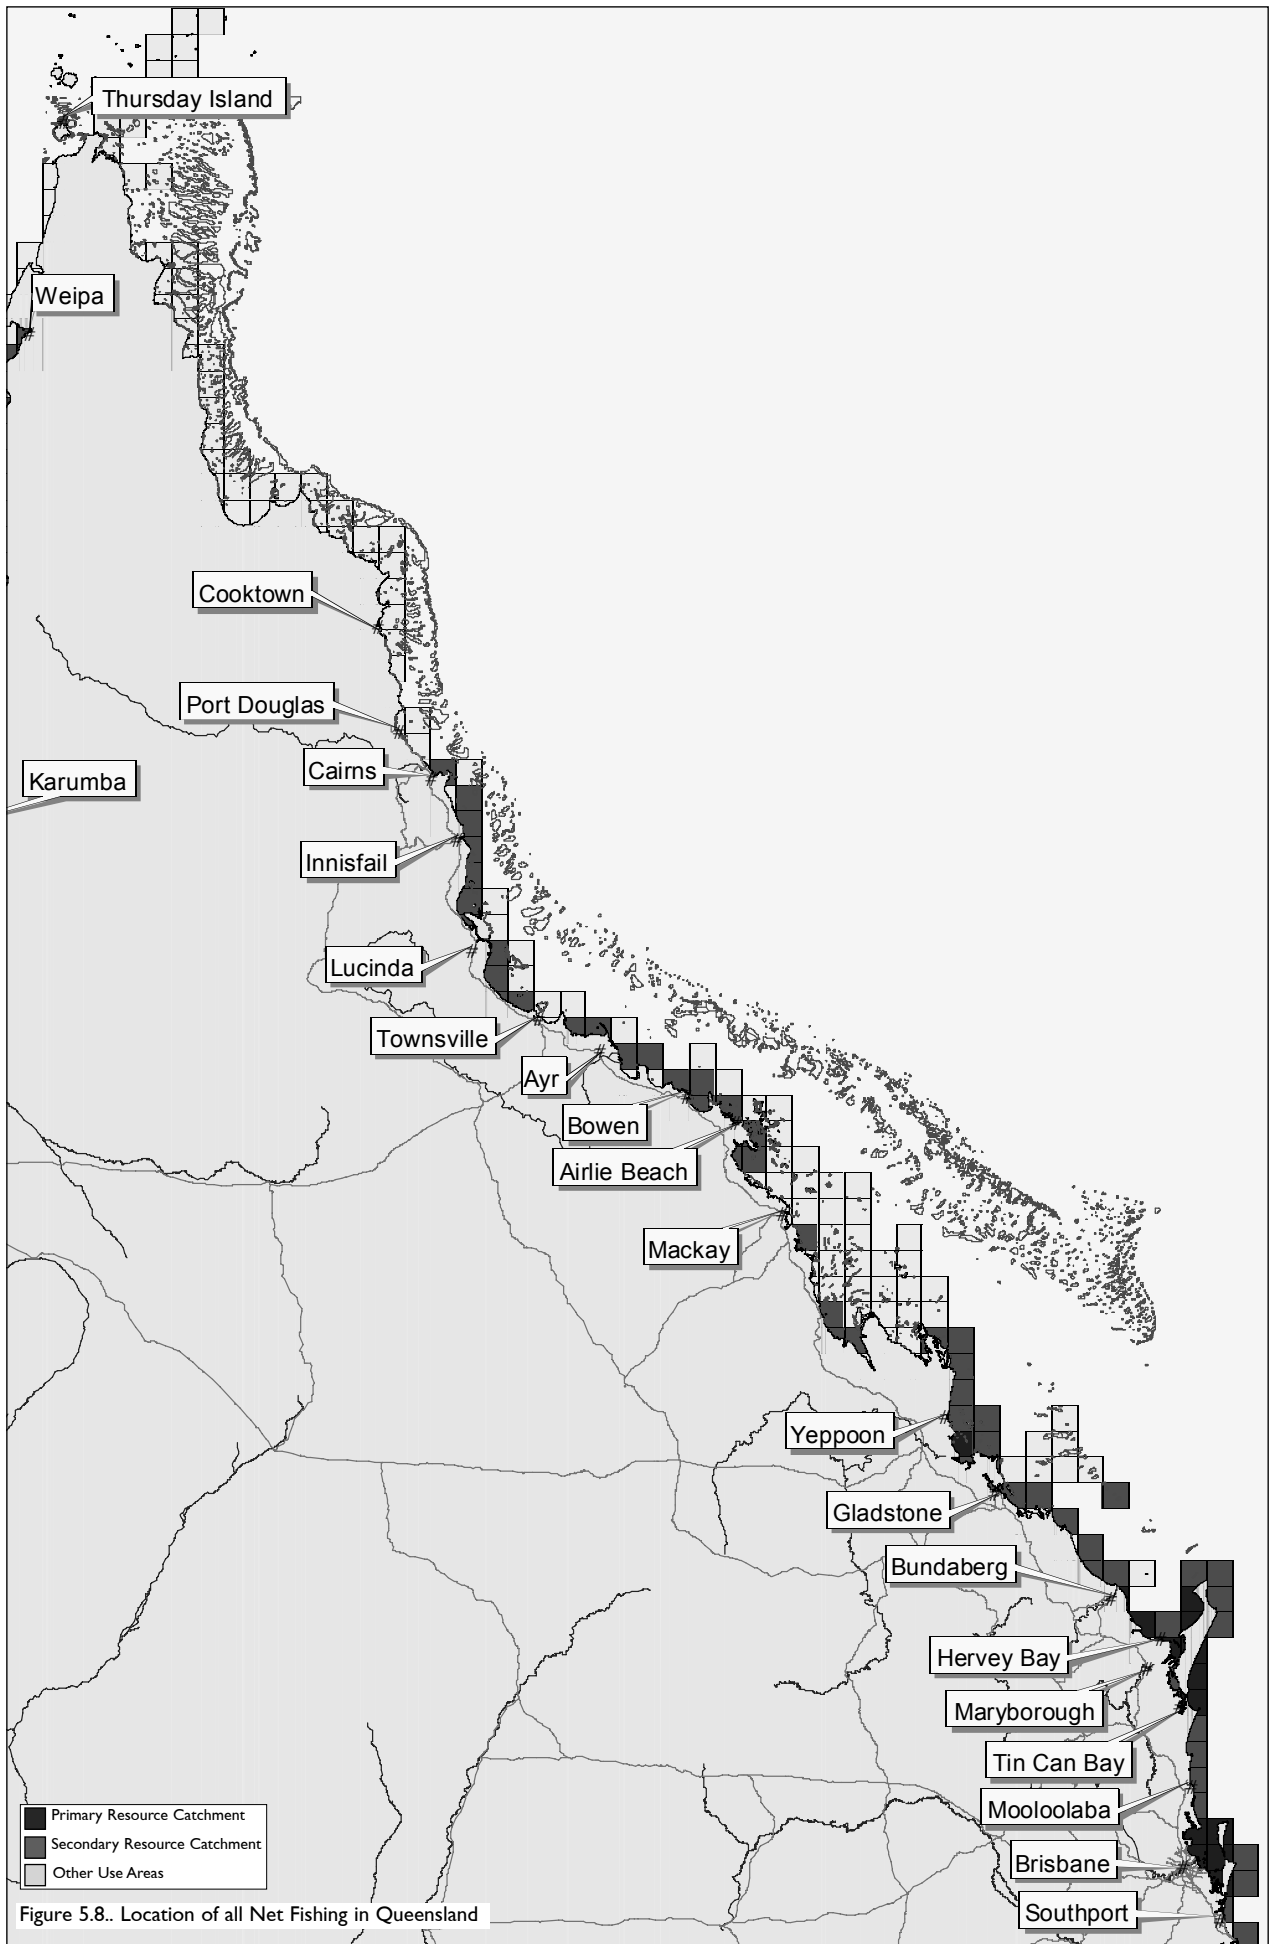 Thursday Island
Weipa
Cooktown
Port Douglas
Cairns
Karumba
Innisfail
Lucinda
Townsville
Ayr
Bowen
Airlie Beach
Mackay
Yeppoon
Gladstone
Bundaberg
Hervey Bay
Maryborough
Tin Can Bay
Mooloolaba
Brisbane
Southport
Primary Resource Catchment
Secondary Resource Catchment
Other Use Areas
Figure 5.8.. Location of all Net Fishing in Queensland